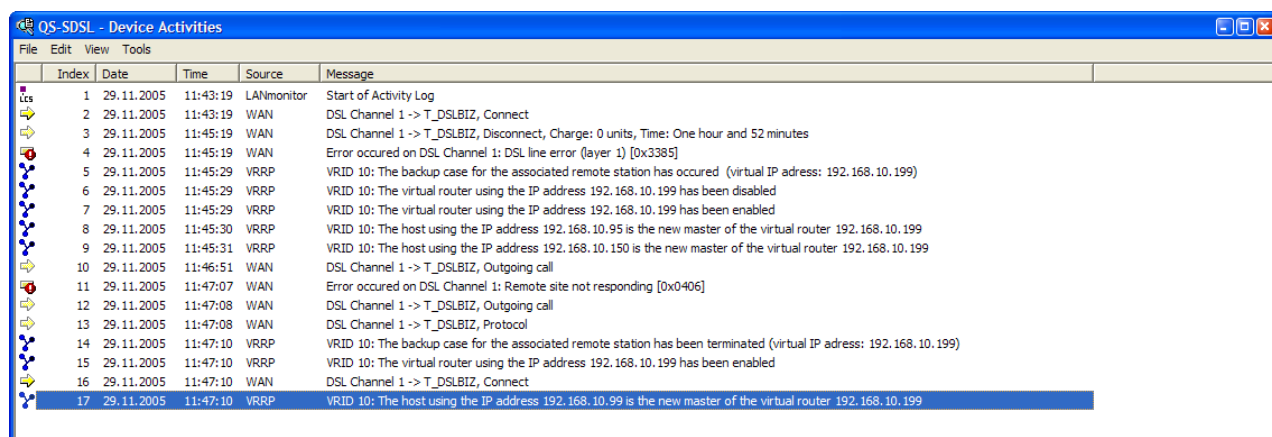 QS-SDSL - Device Activities
File Edit View Tools
Index Date Time Source Message
LCS 1 29.11.2005 11:43:19 LANmonitor Start of Activity Log
2 29.11.2005 11:43:19 WAN DSL Channel 1 -> T_DSLBIZ, Connect
3 29.11.2005 11:45:19 WAN DSL Channel 1 -> T_DSLBIZ, Disconnect, Charge: 0 units, Time: One hour and 52 minutes
4 29.11.2005 11:45:19 WAN Error occured on DSL Channel 1: DSL line error (layer 1) [0x3385]
5 29.11.2005 11:45:29 VRRP VRID 10: The backup case for the associated remote station has occured (virtual IP adress: 192.168.10.199)
6 29.11.2005 11:45:29 VRRP VRID 10: The virtual router using the IP address 192.168.10.199 has been disabled
7 29.11.2005 11:45:29 VRRP VRID 10: The virtual router using the IP address 192.168.10.199 has been enabled
8 29.11.2005 11:45:30 VRRP VRID 10: The host using the IP address 192.168.10.95 is the new master of the virtual router 192.168.10.199
9 29.11.2005 11:45:31 VRRP VRID 10: The host using the IP address 192.168.10.150 is the new master of the virtual router 192.168.10.199
10 29.11.2005 11:46:51 WAN DSL Channel 1 -> T_DSLBIZ, Outgoing call
11 29.11.2005 11:47:07 WAN Error occured on DSL Channel 1: Remote site not responding [0x0406]
12 29.11.2005 11:47:08 WAN DSL Channel 1 -> T_DSLBIZ, Outgoing call
13 29.11.2005 11:47:08 WAN DSL Channel 1 -> T_DSLBIZ, Protocol
14 29.11.2005 11:47:10 VRRP VRID 10: The backup case for the associated remote station has been terminated (virtual IP adress: 192.168.10.199)
15 29.11.2005 11:47:10 VRRP VRID 10: The virtual router using the IP address 192.168.10.199 has been enabled
16 29.11.2005 11:47:10 WAN DSL Channel 1 -> T_DSLBIZ, Connect
17 29.11.2005 11:47:10 VRRP VRID 10: The host using the IP address 192.168.10.99 is the new master of the virtual router 192.168.10.199